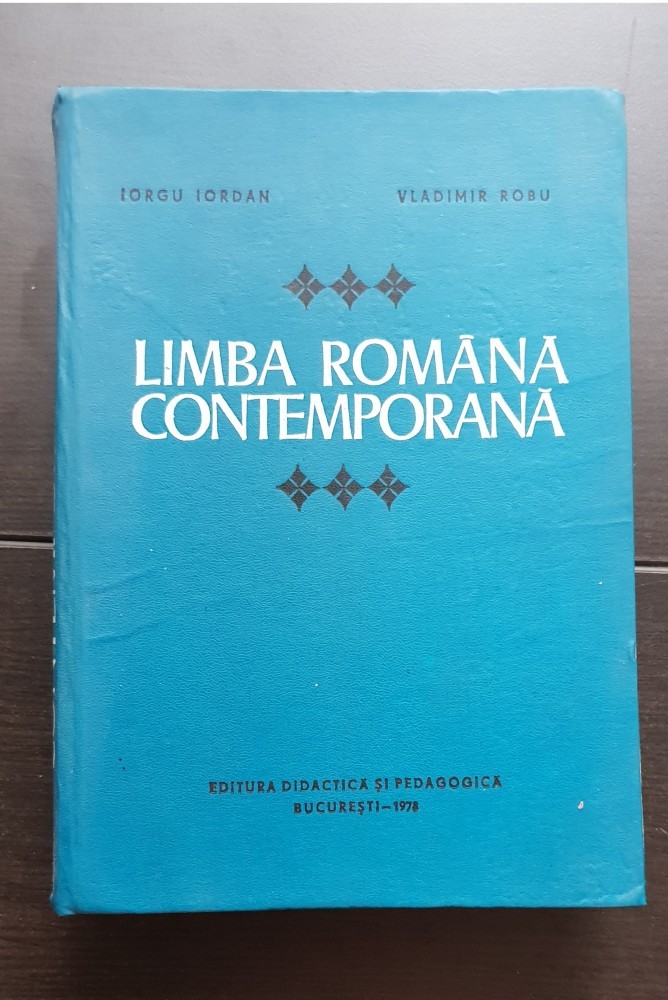 IORGU IORDAN VLADIMIR ROBU
LIMBA ROMÂNĂ
CONTEMPORANĂ
EDITURA DIDACTICĂ ȘI PEDAGOGICĂ
BUCUREȘTI–1978